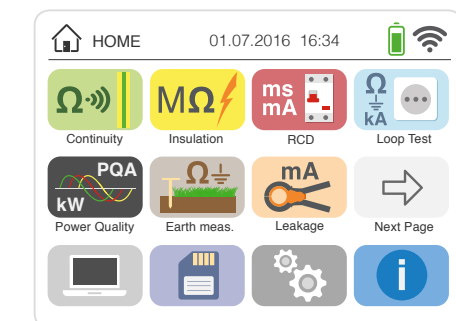 HOME 01.07.2016 16:34
Ω MΩ ms mA Ω kA
Continuity Insulation RCD Loop Test
PQA kW Ω mA
Power Quality Earth meas. Leakage Next Page
i